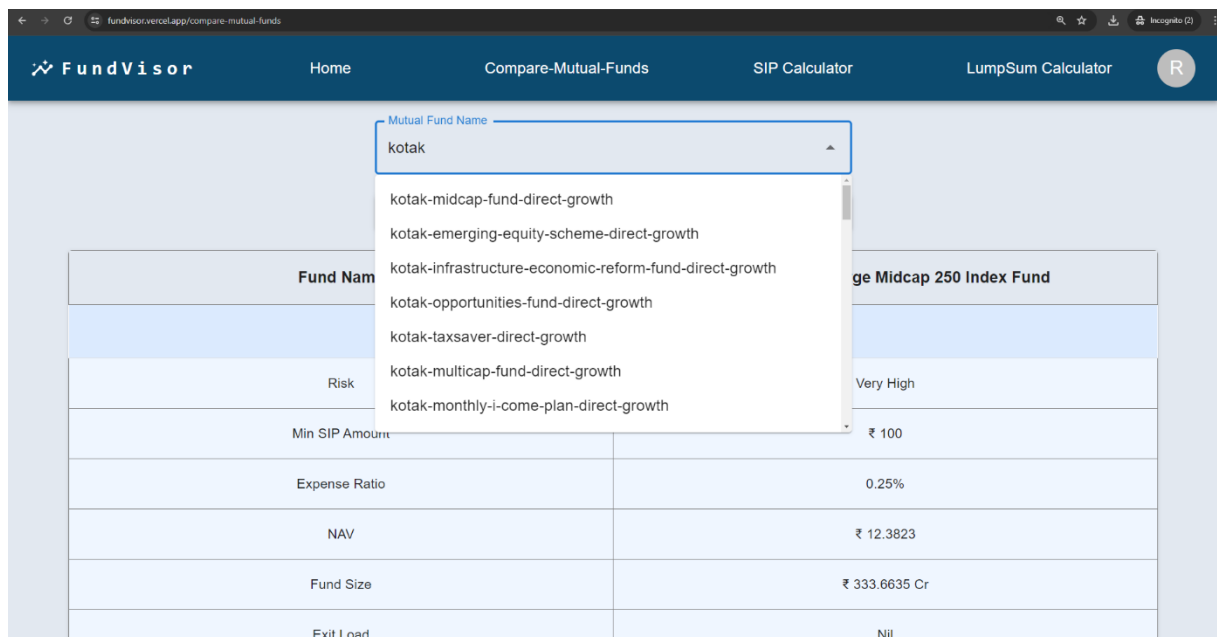 fundvisor.vercel.app/compare-mutual-funds Incognito (2)
FundVisor Home Compare-Mutual-Funds SIP Calculator LumpSum Calculator R
Mutual Fund Name
kotak
kotak-midcap-fund-direct-growth
kotak-emerging-equity-scheme-direct-growth
kotak-infrastructure-economic-reform-fund-direct-growth
Fund Nam ge Midcap 250 Index Fund
kotak-opportunities-fund-direct-growth
kotak-taxsaver-direct-growth
kotak-multicap-fund-direct-growth
Risk Very High
kotak-monthly-i-come-plan-direct-growth
Min SIP Amount ₹ 100
Expense Ratio 0.25%
NAV ₹ 12.3823
Fund Size ₹ 333.6635 Cr
Exit Load Nil